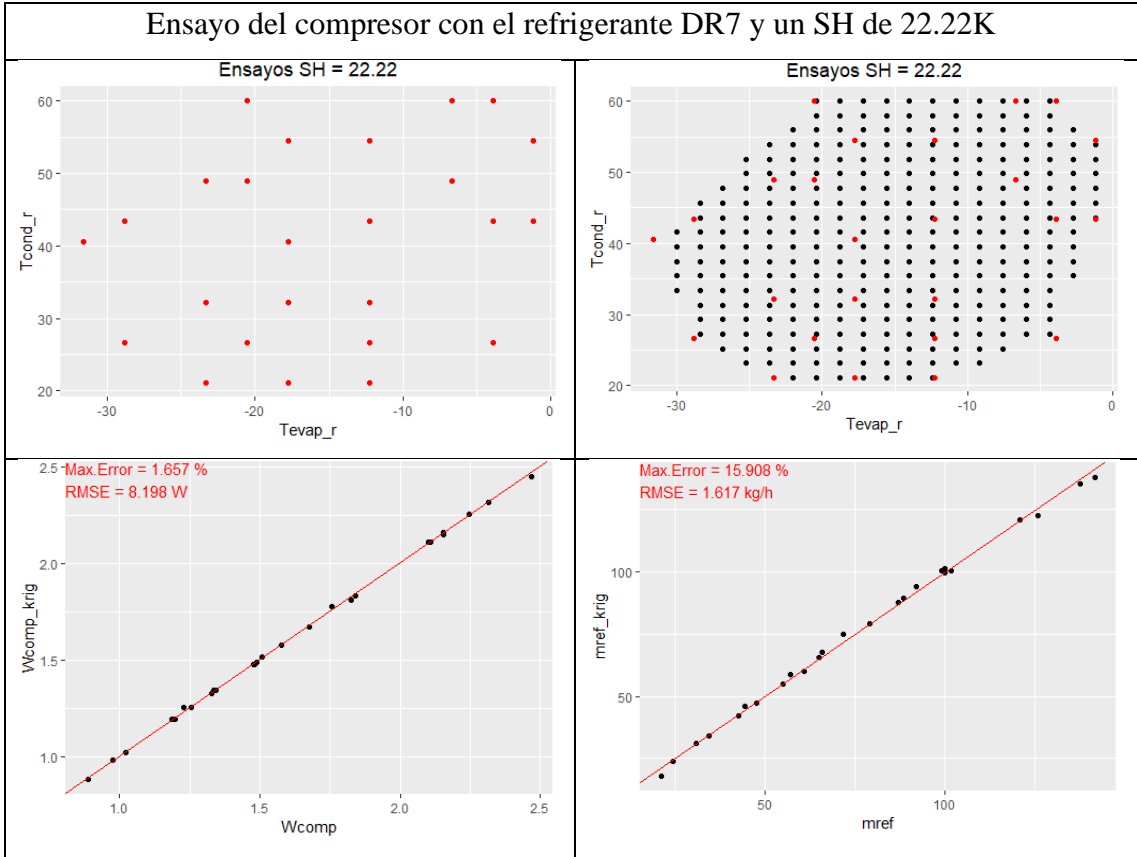 Ensayo del compresor con el refrigerante DR7 y un SH de 22.22K
Ensayos SH = 22.22
60
50
40
30
20
Tcond_r
-30
-20
-10
0
Tevap_r
Ensayos SH = 22.22
60
50
40
30
20
Tcond_r
-30
-20
-10
0
Tevap_r
Max.Error = 1.657 %
RMSE = 8.198 W
2.5
2.0
1.5
1.0
Wcomp_krig
1.0
1.5
2.0
2.5
Wcomp
Max.Error = 15.908 %
RMSE = 1.617 kg/h
100
50
mref_krig
50
100
mref